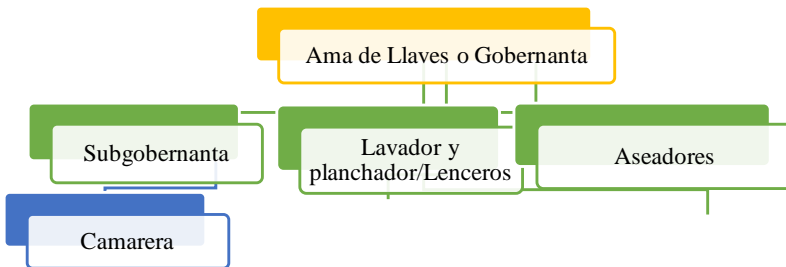 Ama de Llaves o Gobernanta
Subgobernanta
Lavador y
planchador/Lenceros
Aseadores
Camarera